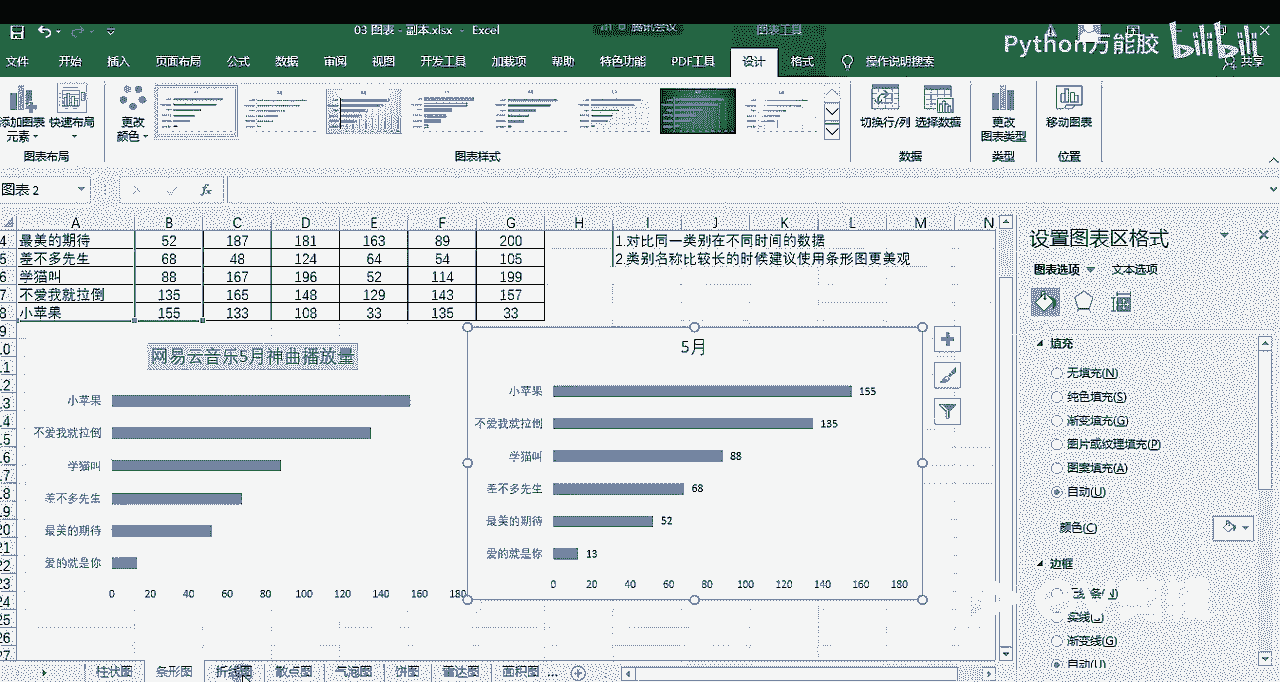 03 图表 - 副本.xlsx - Excel
图表工具
Python万能胶 bilibili
文件 开始 插入 页面布局 公式 数据 审阅 视图 开发工具 加载项 帮助 特色功能 PDF工具 设计 格式 操作说明搜索 共享
添加图表元素 快速布局 更改颜色 切换行/列 选择数据 更改图表类型 移动图表
图表布局 图表样式 数据 类型 位置
图表 2 fx
A B C D E F G H I J K L M N
4 最美的期待 52 187 181 163 89 200 1.对比同一类别在不同时间的数据
5 差不多先生 68 48 124 64 54 105 2.类别名称比较长的时候建议使用条形图更美观
6 学猫叫 88 167 196 52 114 199
7 不爱我就拉倒 135 165 148 129 143 157
8 小苹果 155 133 108 33 135 33
网易云音乐5月神曲播放量
小苹果
不爱我就拉倒
学猫叫
差不多先生
最美的期待
爱的就是你
0 20 40 60 80 100 120 140 160 180
5月
小苹果 155
不爱我就拉倒 135
学猫叫 88
差不多先生 68
最美的期待 52
爱的就是你 13
0 20 40 60 80 100 120 140 160 180
设置图表区格式
图表选项 文本选项
填充
无填充(N)
纯色填充(S)
渐变填充(G)
图片或纹理填充(P)
图案填充(A)
自动(U)
颜色(C)
边框
实线
渐变线(G)
自动(U)
柱状图 条形图 折线图 散点图 气泡图 饼图 雷达图 面积图 ...